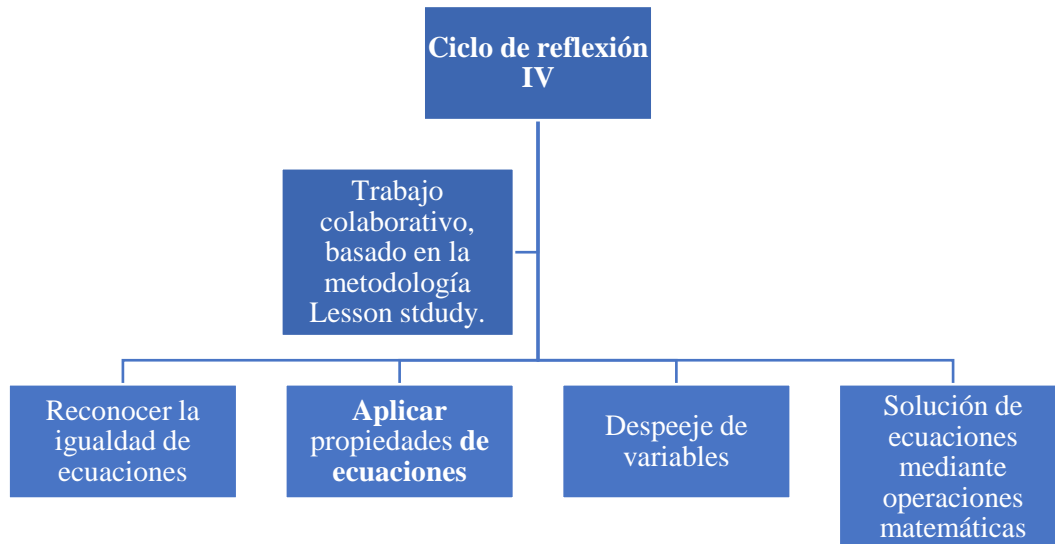 Ciclo de reflexión
IV
Trabajo
colaborativo,
basado en la
metodología
Lesson stdudy.
Reconocer la
igualdad de
ecuaciones
Aplicar
propiedades de
ecuaciones
Despeeje de
variables
Solución de
ecuaciones
mediante
operaciones
matemáticas